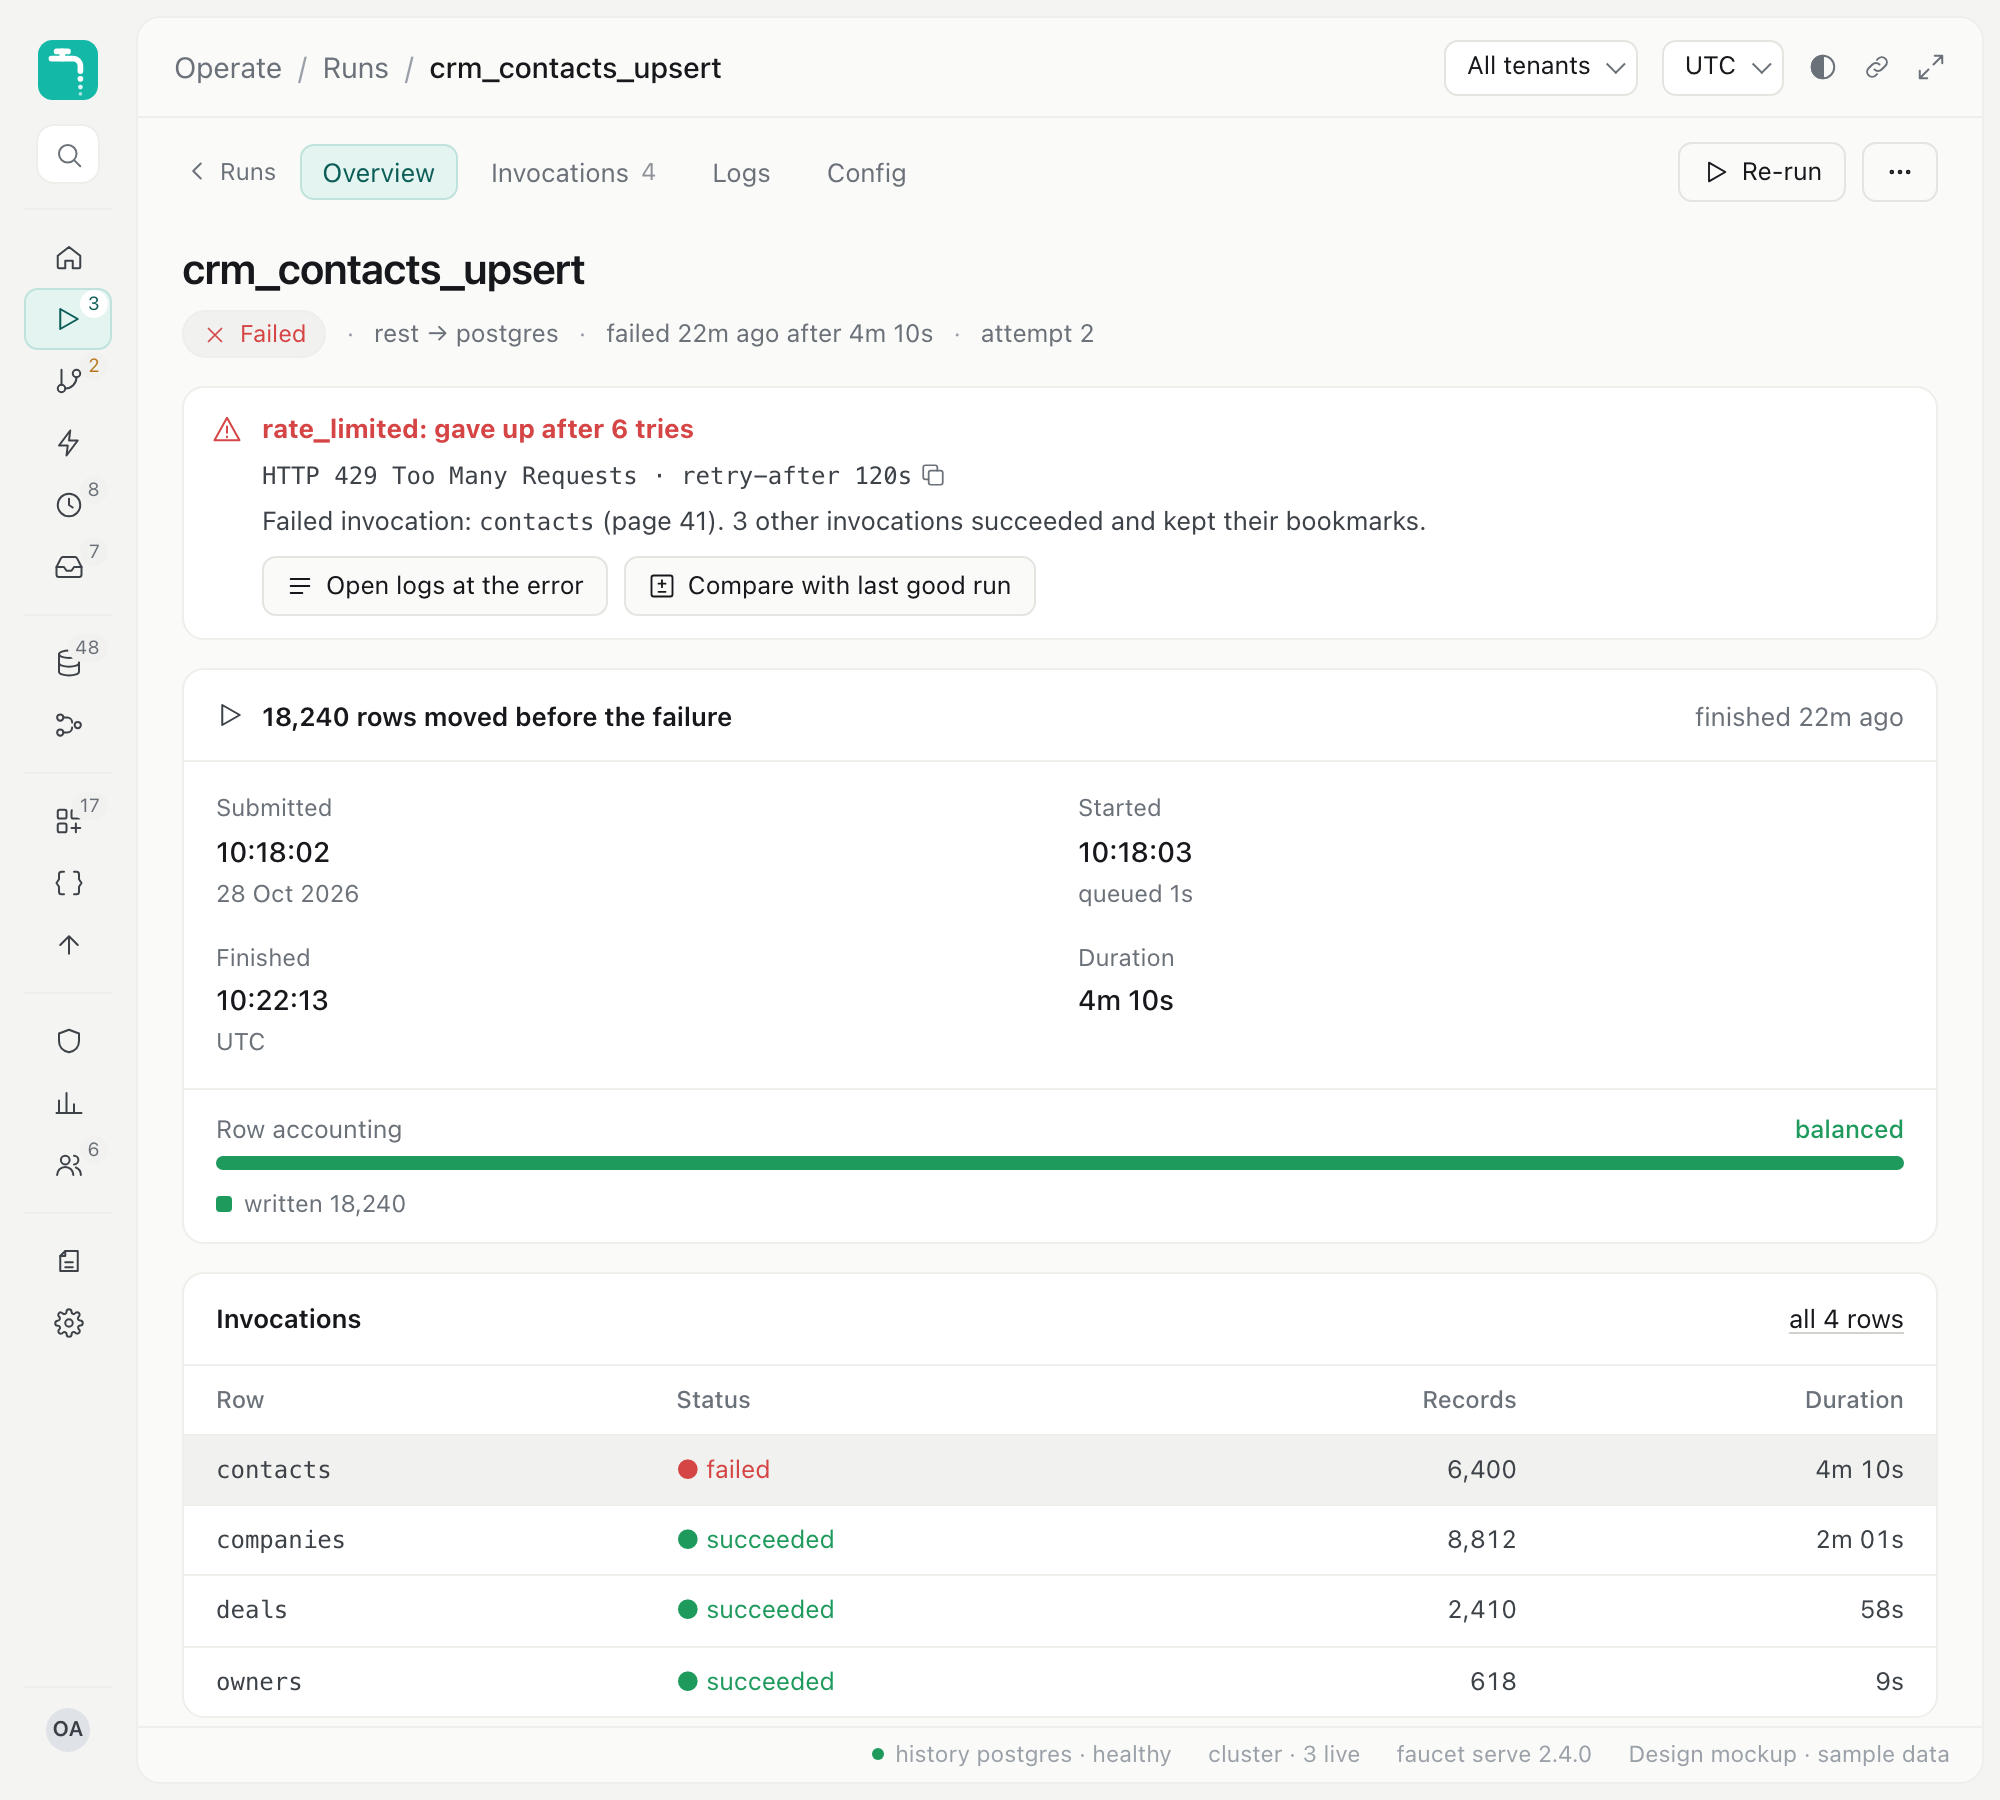 Operate / Runs / crm_contacts_upsert
All tenants
UTC
Runs
Overview
Invocations 4
Logs
Config
Re-run
3
2
8
7
48
17
6
OA
crm_contacts_upsert
Failed · rest → postgres · failed 22m ago after 4m 10s · attempt 2
rate_limited: gave up after 6 tries
HTTP 429 Too Many Requests · retry-after 120s
Failed invocation: contacts (page 41). 3 other invocations succeeded and kept their bookmarks.
Open logs at the error
Compare with last good run
18,240 rows moved before the failure
finished 22m ago
Submitted
10:18:02
28 Oct 2026
Started
10:18:03
queued 1s
Finished
10:22:13
UTC
Duration
4m 10s
Row accounting
balanced
written 18,240
Invocations
all 4 rows
Row Status Records Duration
contacts failed 6,400 4m 10s
companies succeeded 8,812 2m 01s
deals succeeded 2,410 58s
owners succeeded 618 9s
history postgres · healthy
cluster · 3 live
faucet serve 2.4.0
Design mockup · sample data